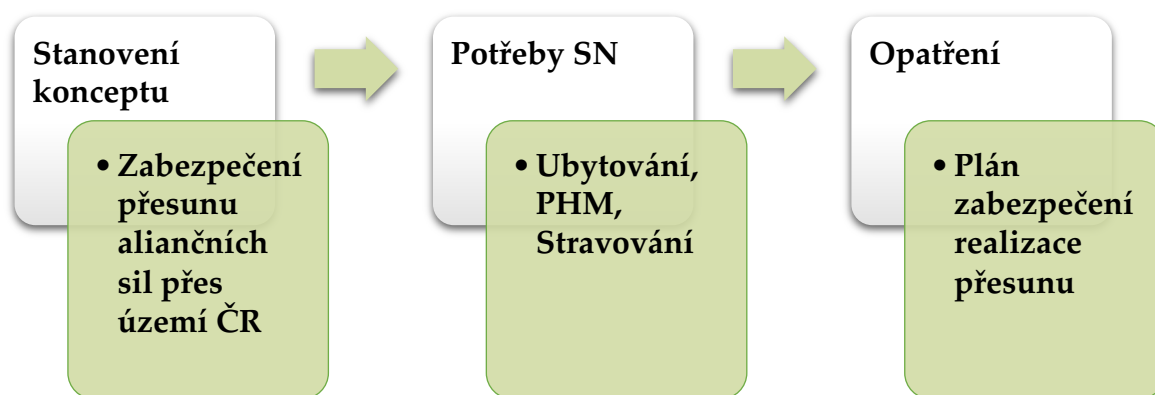 Stanovení
konceptu
• Zabezpečení
přesunu
aliančních
sil přes
území ČR
Potřeby SN
• Ubytování,
PHM,
Stravování
Opatření
• Plán
zabezpečení
realizace
přesunu